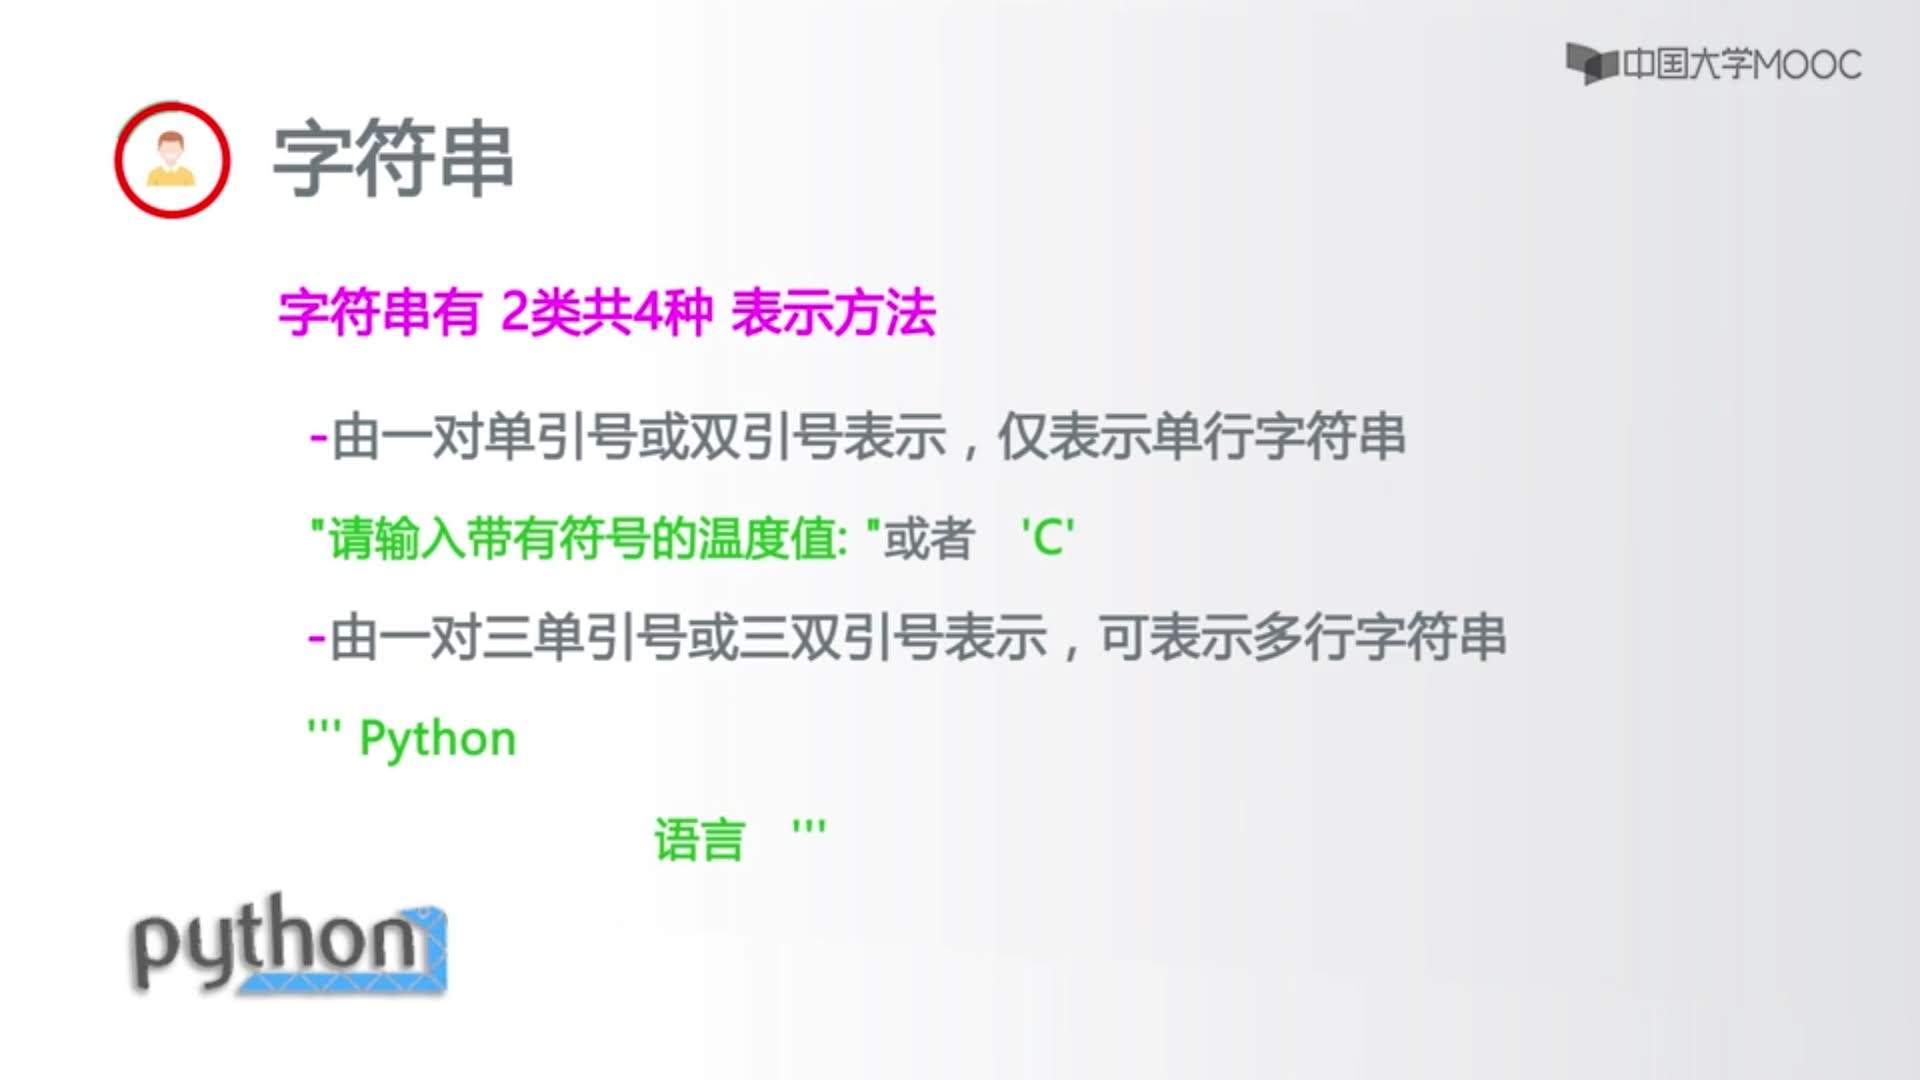 中国大学MOOC
字符串
字符串有 2类共4种 表示方法
-由一对单引号或双引号表示，仅表示单行字符串
"请输入带有符号的温度值: "或者 'C'
-由一对三单引号或三双引号表示，可表示多行字符串
''' Python
语言 '''
python